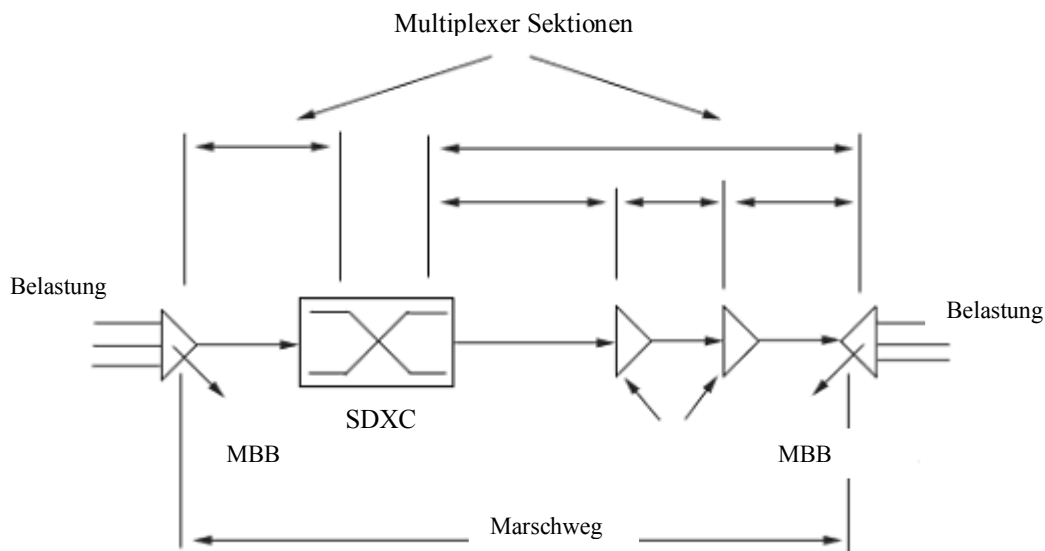 Multiplexer Sektionen
Belastung
Belastung
SDXC
MBB
MBB
Marschweg